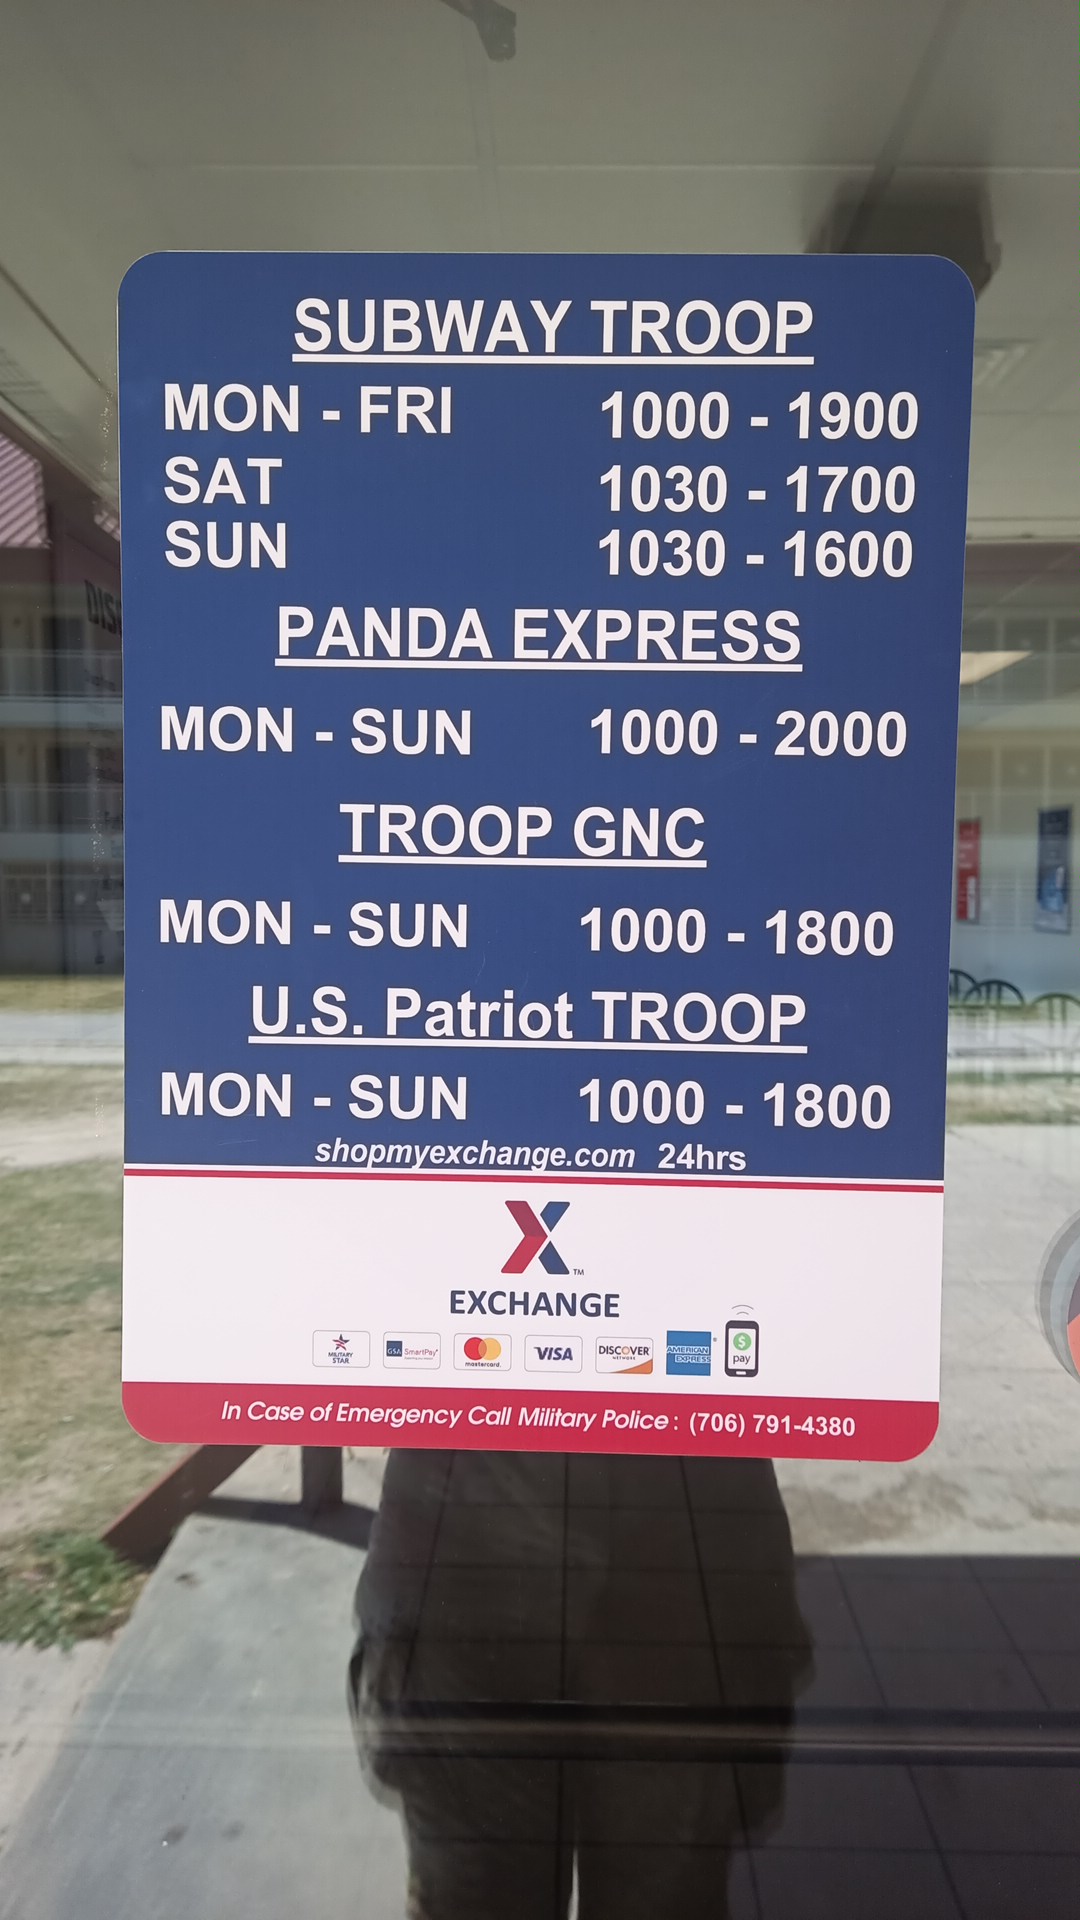 SUBWAY TROOP
MON - FRI 1000 - 1900
SAT 1030 - 1700
SUN 1030 - 1600
PANDA EXPRESS
MON - SUN 1000 - 2000
TROOP GNC
MON - SUN 1000 - 1800
U.S. Patriot TROOP
MON - SUN 1000 - 1800
shopmyexchange.com 24hrs
X TM
EXCHANGE
MILITARY STAR GSA SmartPay mastercard. VISA DISCOVER NETWORK AMERICAN EXPRESS $ pay
In Case of Emergency Call Military Police : (706) 791-4380